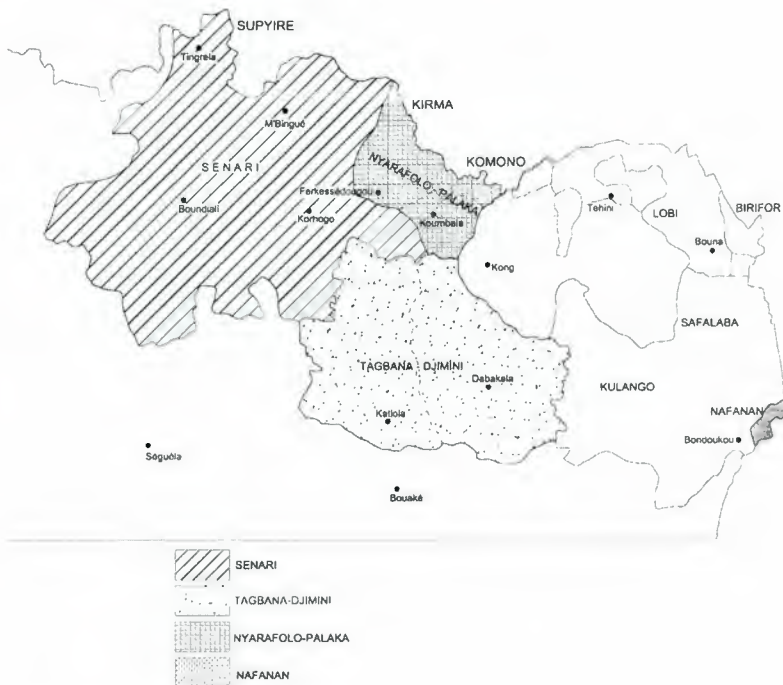 SUPYIRE
Tingrela
KIRMA
M'Bingué
KOMONO
SENARI
NYARAFOLO-PALAKA
Ferkessédougou
Tehini
LOBI
BIRIFOR
Boundiali
Korhogo
Koumbala
Bouna
Kong
SAFALABA
TAGBANA DJIMINI
Dabakala
KULANGO
NAFANAN
Katiola
Bondoukou
Séguéla
Bouaké
SENARI
TAGBANA-DJIMINI
NYARAFOLO-PALAKA
NAFANAN